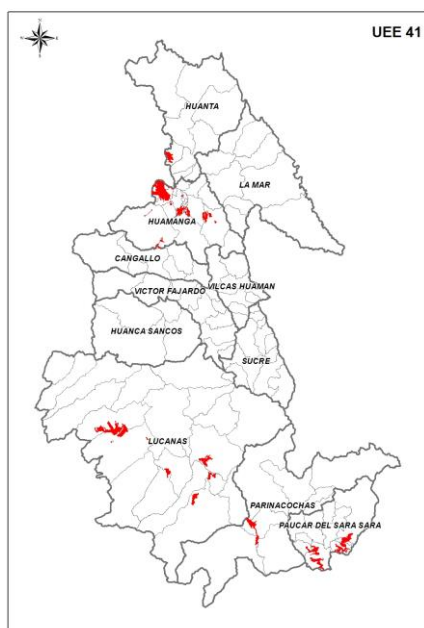 UEE 41
HUANTA
LA MAR
HUAMANGA
CANGALLO
VICTOR FAJARDO
VILCAS HUAMAN
HUANCA SANCOS
SUCRE
LUCANAS
PARINACOCHAS
PAUCAR DEL SARA SARA